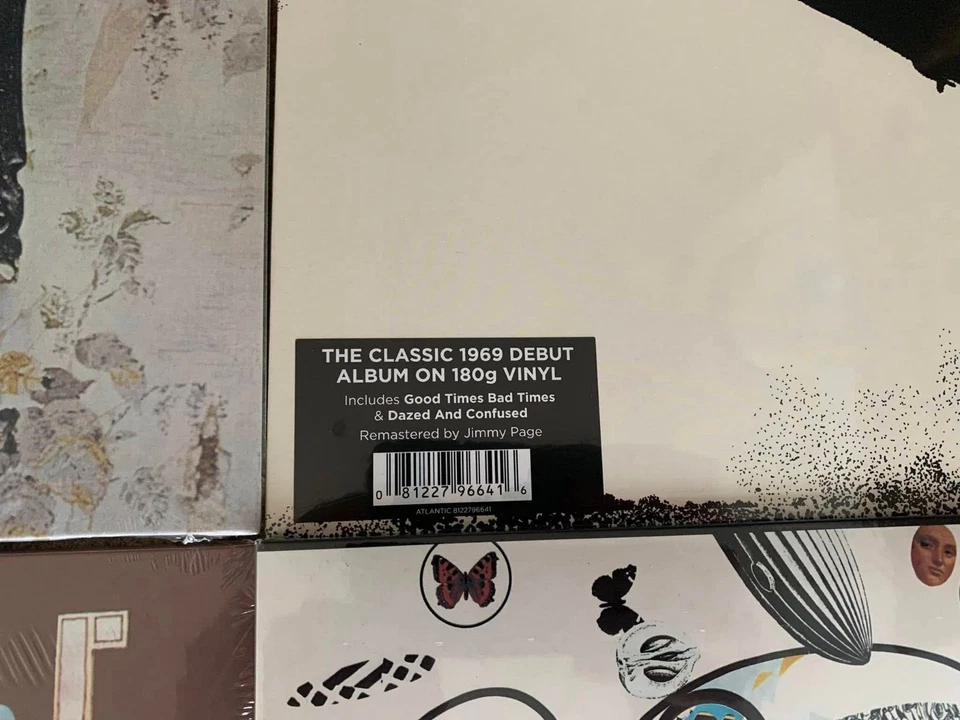 THE CLASSIC 1969 DEBUT
ALBUM ON 180g VINYL
Includes Good Times Bad Times
& Dazed And Confused
Remastered by Jimmy Page
0 81227 96641 6
ATLANTIC 8122796641